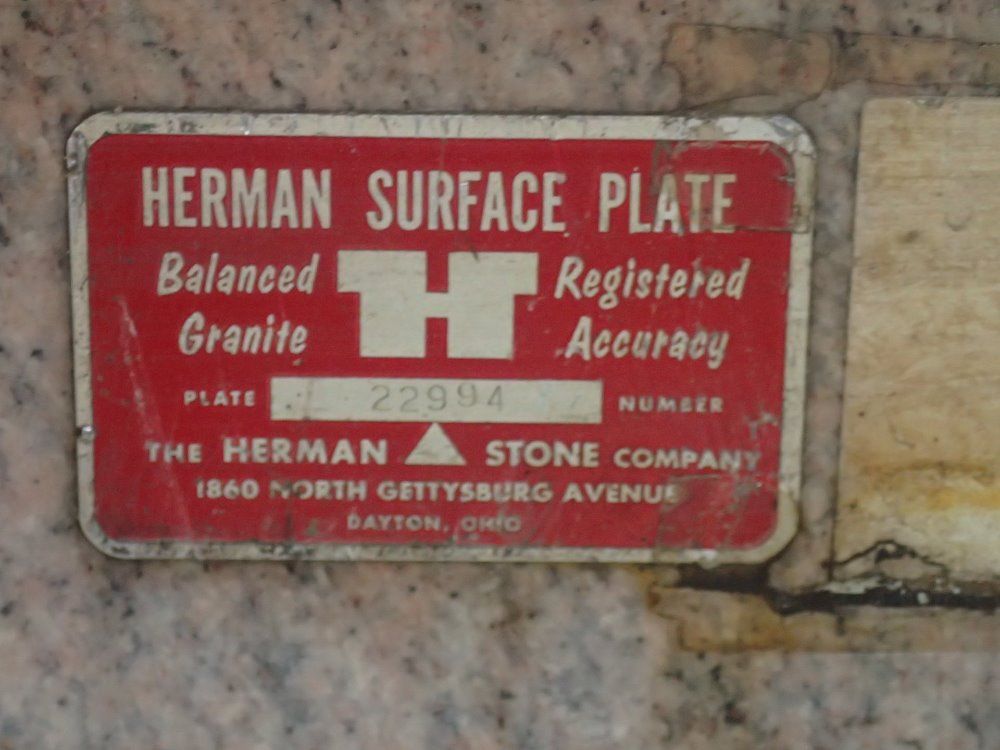 HERMAN SURFACE PLATE
Balanced H Registered
Granite Accuracy
PLATE 22994 NUMBER
THE HERMAN STONE COMPANY
1860 NORTH GETTYSBURG AVENUE
DAYTON, OHIO